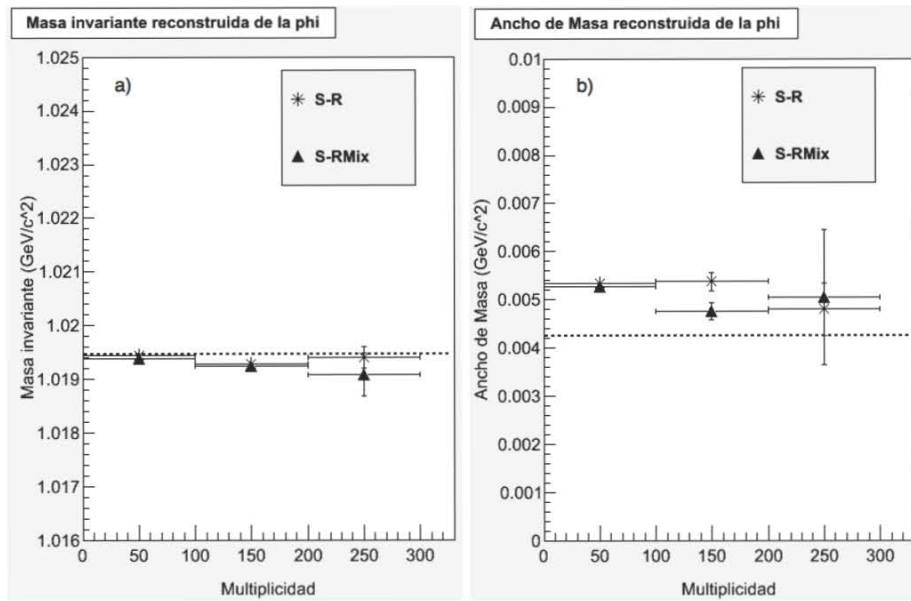 Masa invariante reconstruida de la phi
Masa invariante (GeV/c^2)
1.025
1.024
1.023
1.022
1.021
1.02
1.019
1.018
1.017
1.016
a)
S-R
S-RMix
0 50 100 150 200 250 300
Multiplicidad
Ancho de Masa reconstruida de la phi
Ancho de Masa (GeV/c^2)
0.01
0.009
0.008
0.007
0.006
0.005
0.004
0.003
0.002
0.001
0
b)
S-R
S-RMix
0 50 100 150 200 250 300
Multiplicidad